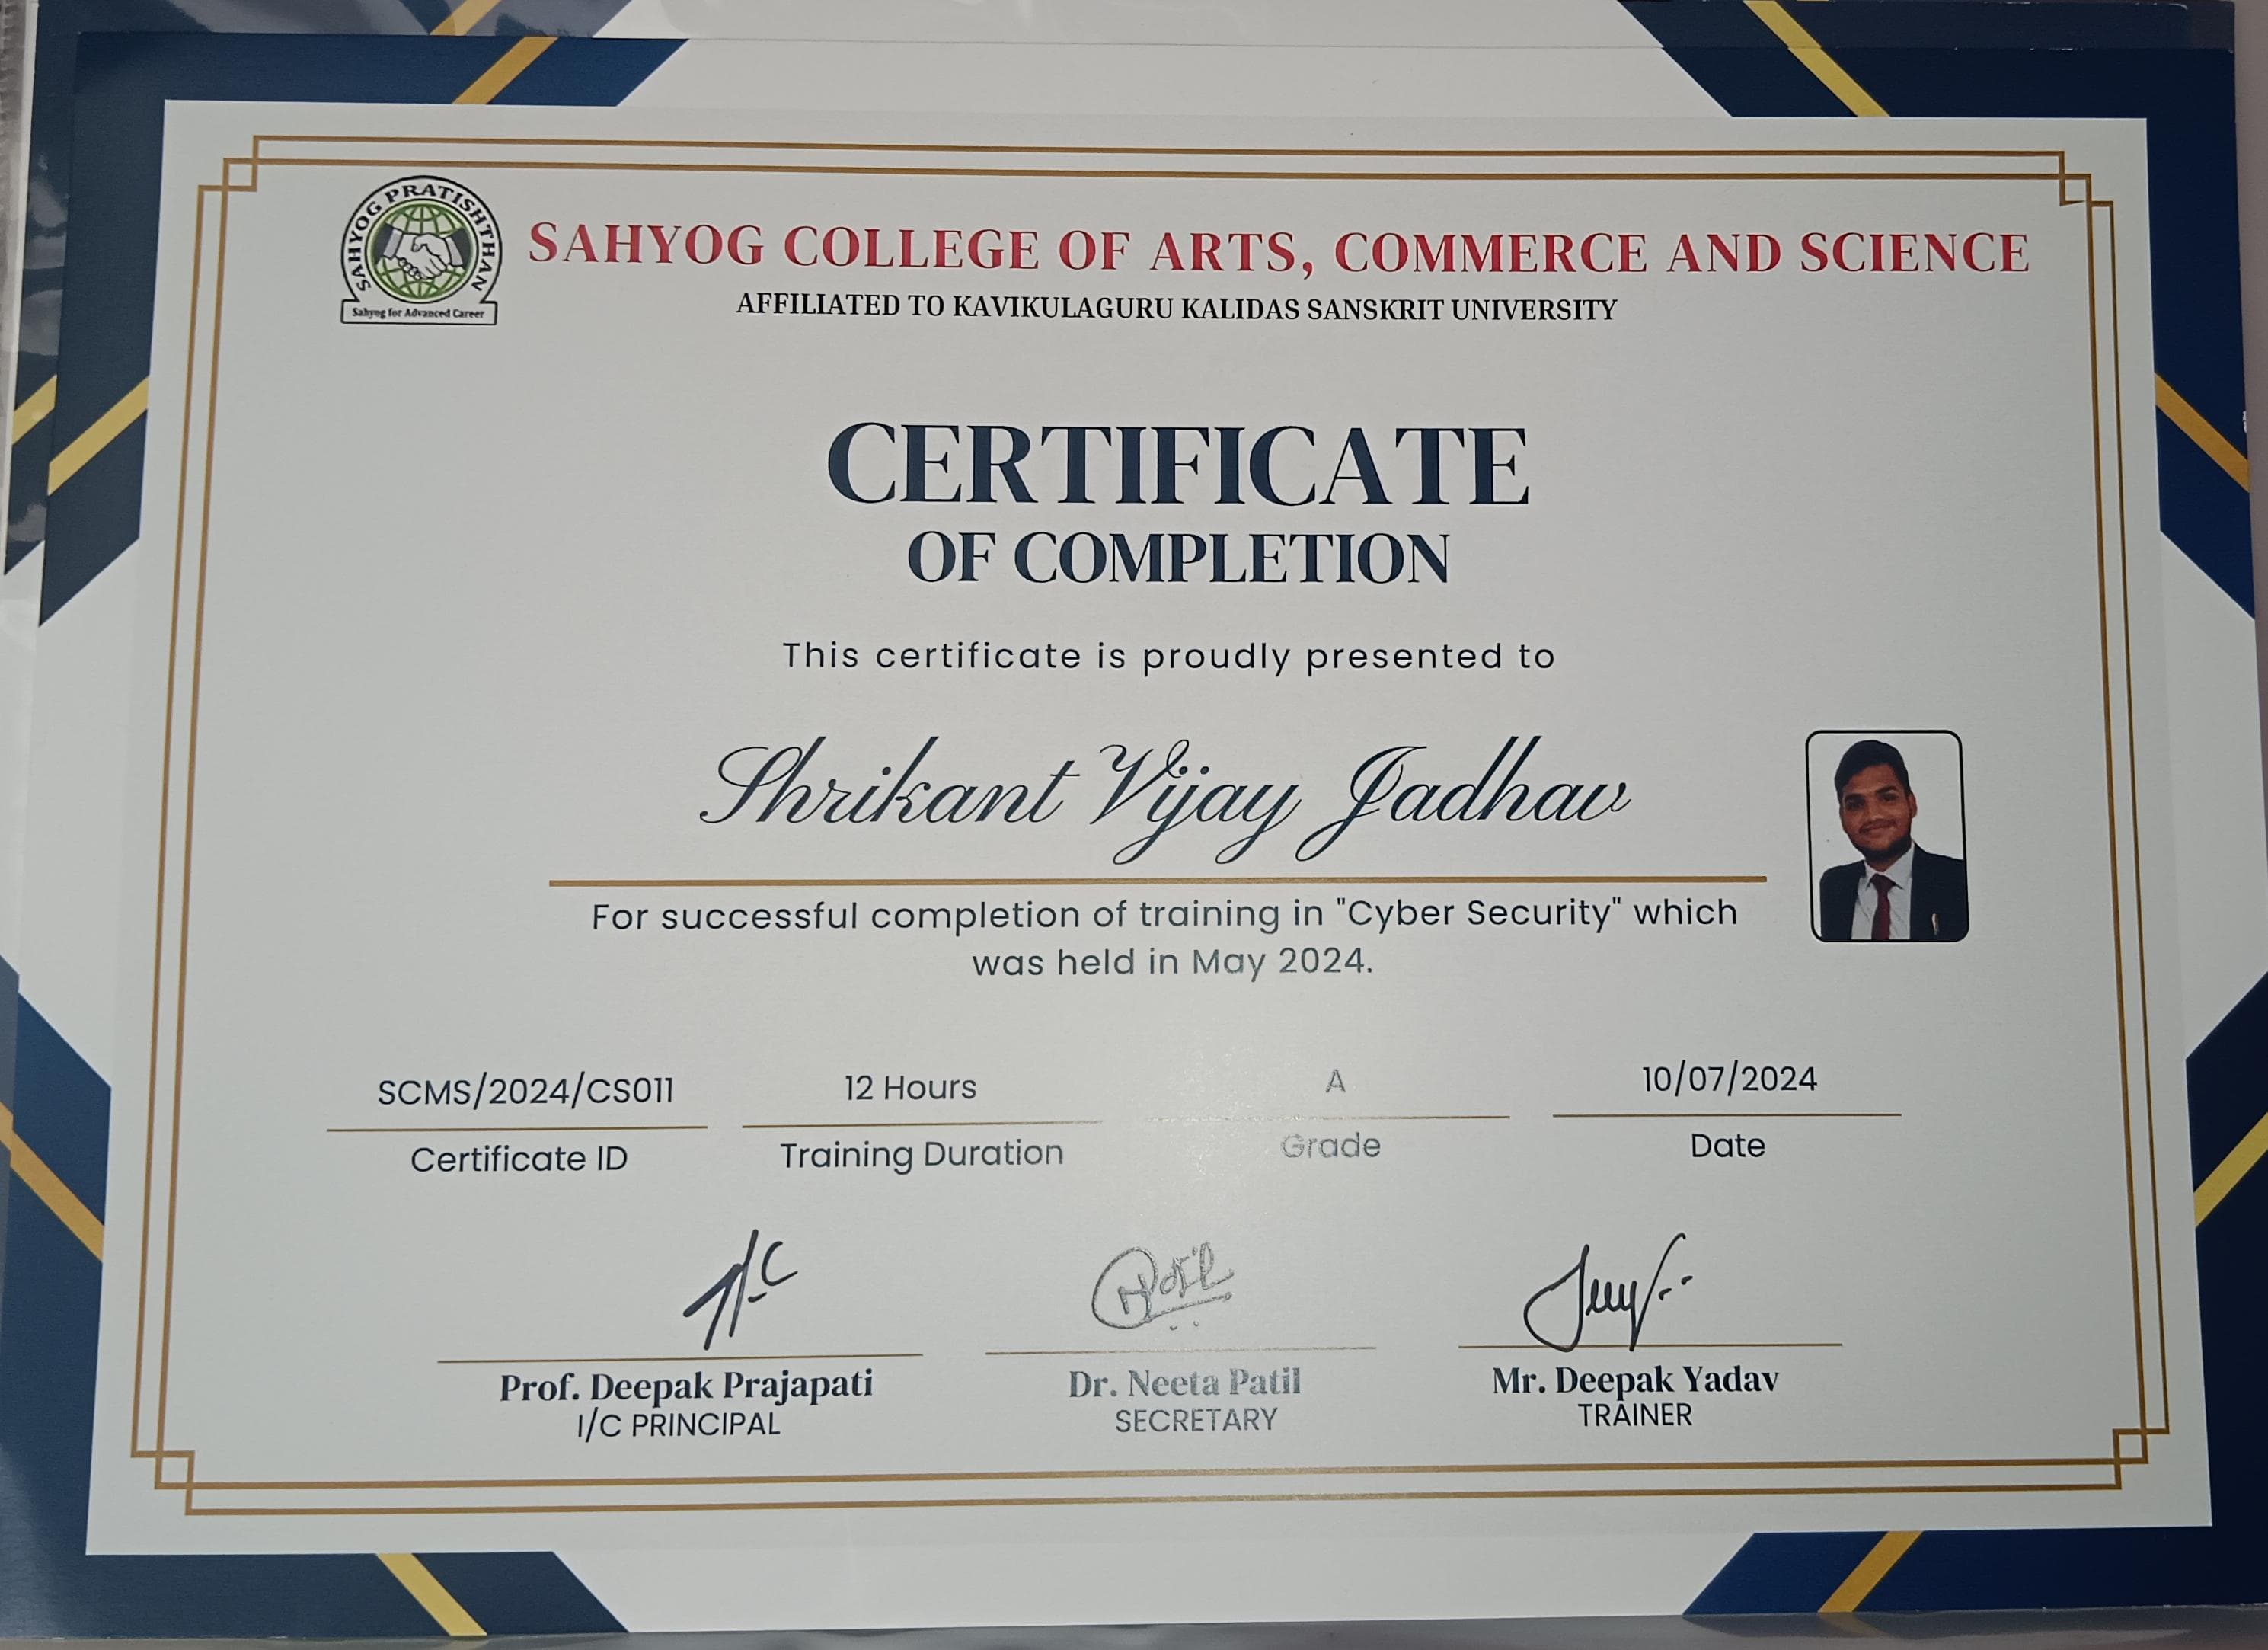 SAHYOG PRATISHTHAN
Sahyog for Advanced Career
SAHYOG COLLEGE OF ARTS, COMMERCE AND SCIENCE
AFFILIATED TO KAVIKULAGURU KALIDAS SANSKRIT UNIVERSITY
CERTIFICATE
OF COMPLETION
This certificate is proudly presented to
Shrikant Vijay Jadhav
For successful completion of training in "Cyber Security" which
was held in May 2024.
SCMS/2024/CS011 12 Hours A 10/07/2024
Certificate ID Training Duration Grade Date
Prof. Deepak Prajapati Dr. Neeta Patil Mr. Deepak Yadav
I/C PRINCIPAL SECRETARY TRAINER